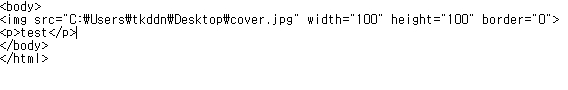 <body>
<img src="C:₩Users₩tkddn₩Desktop₩cover.jpg" width="100" height="100" border="0">
<p>test</p>
</body>
</html>